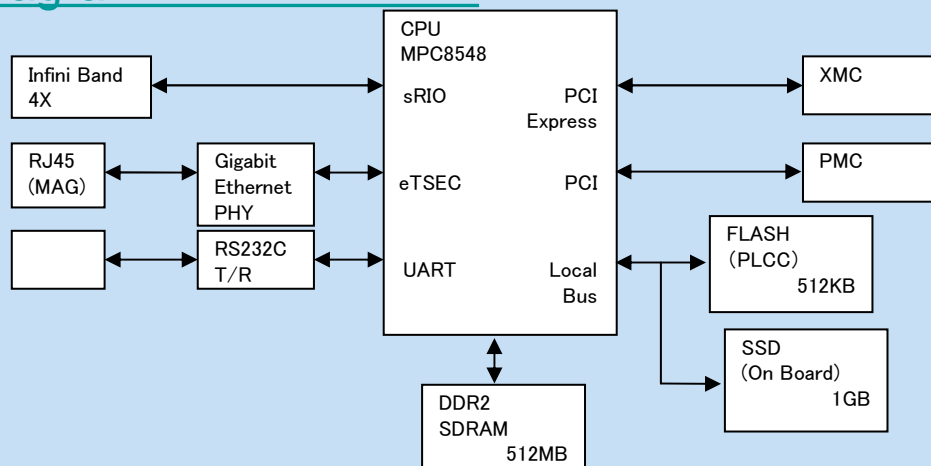 CPU
MPC8548
Infini Band
4X
sRIO
PCI
Express
XMC
RJ45
(MAG)
Gigabit
Ethernet
PHY
eTSEC
PCI
PMC
RS232C
T/R
UART
Local
Bus
FLASH
(PLCC)
512KB
SSD
(On Board)
1GB
DDR2
SDRAM
512MB